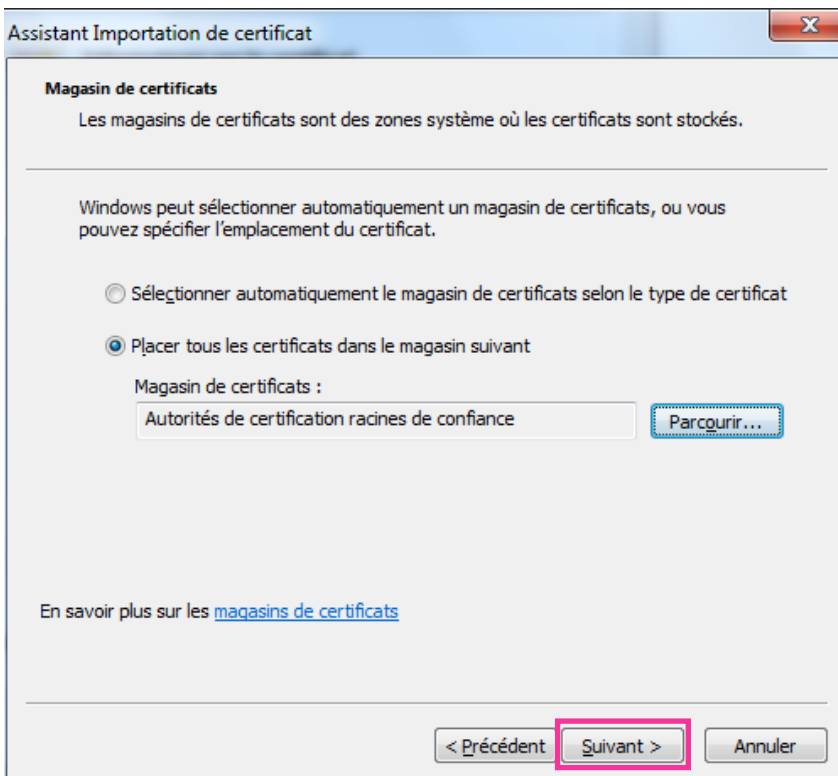 Assistant Importation de certificat
Magasin de certificats
Les magasins de certificats sont des zones système où les certificats sont stockés.
Windows peut sélectionner automatiquement un magasin de certificats, ou vous
pouvez spécifier l'emplacement du certificat.
Sélectionner automatiquement le magasin de certificats selon le type de certificat
Placer tous les certificats dans le magasin suivant
Magasin de certificats :
Autorités de certification racines de confiance
Parcourir...
En savoir plus sur les magasins de certificats
< Précédent
Suivant >
Annuler